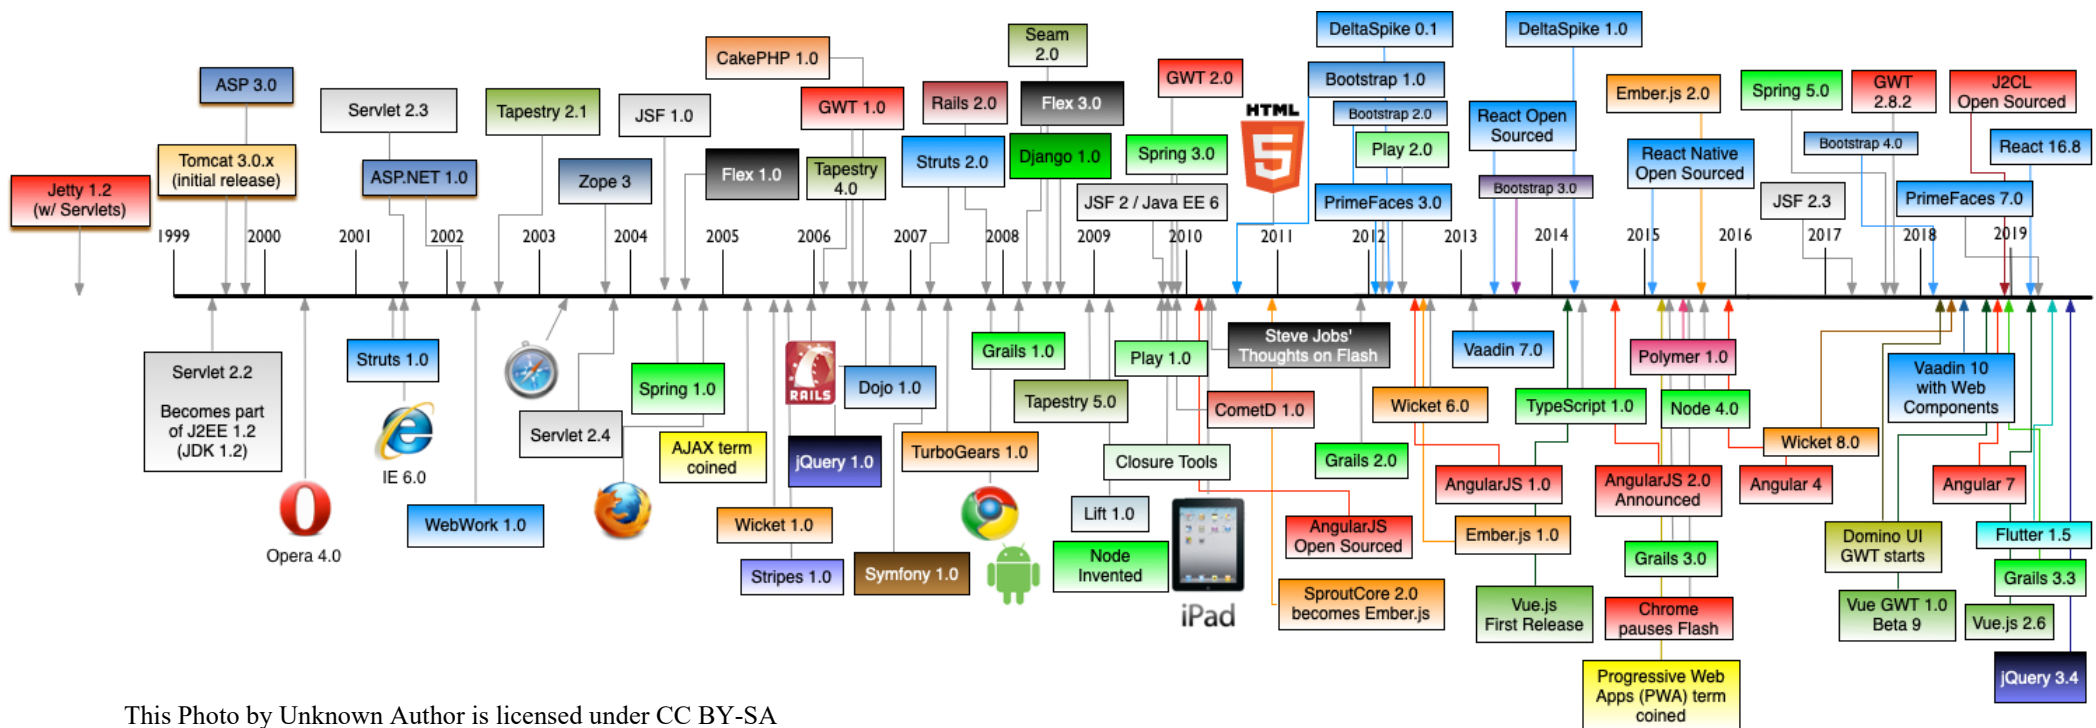 DeltaSpike 0.1
DeltaSpike 1.0
Seam
2.0
CakePHP 1.0
ASP 3.0
GWT 2.0
Bootstrap 1.0
Ember.js 2.0
Spring 5.0
GWT
2.8.2
J2CL
Open Sourced
Servlet 2.3
Tapestry 2.1
JSF 1.0
GWT 1.0
Rails 2.0
Flex 3.0
HTML
5
Bootstrap 2.0
React Open
Sourced
Tomcat 3.0.x
(initial release)
Struts 2.0
Django 1.0
Spring 3.0
Play 2.0
React Native
Open Sourced
Bootstrap 4.0
React 16.8
Jetty 1.2
(w/ Servlets)
ASP.NET 1.0
Zope 3
Flex 1.0
Tapestry
4.0
JSF 2 / Java EE 6
PrimeFaces 3.0
Bootstrap 3.0
JSF 2.3
PrimeFaces 7.0
1999 2000 2001 2002 2003 2004 2005 2006 2007 2008 2009 2010 2011 2012 2013 2014 2015 2016 2017 2018 2019
Servlet 2.2
Becomes part
of J2EE 1.2
(JDK 1.2)
Struts 1.0
IE 6.0
Opera 4.0
WebWork 1.0
Servlet 2.4
Spring 1.0
AJAX term
coined
RAILS
jQuery 1.0
Dojo 1.0
Wicket 1.0
Stripes 1.0
Symfony 1.0
TurboGears 1.0
Grails 1.0
Tapestry 5.0
Play 1.0
Closure Tools
Lift 1.0
Node
Invented
CometD 1.0
iPad
Steve Jobs'
Thoughts on Flash
AngularJS
Open Sourced
SproutCore 2.0
becomes Ember.js
Grails 2.0
Wicket 6.0
Vaadin 7.0
AngularJS 1.0
Ember.js 1.0
Vue.js
First Release
TypeScript 1.0
Polymer 1.0
Node 4.0
AngularJS 2.0
Announced
Grails 3.0
Chrome
pauses Flash
Progressive Web
Apps (PWA) term
coined
Wicket 8.0
Angular 4
Vaadin 10
with Web
Components
Angular 7
Domino UI
GWT starts
Vue GWT 1.0
Beta 9
Flutter 1.5
Grails 3.3
Vue.js 2.6
jQuery 3.4
This Photo by Unknown Author is licensed under CC BY-SA